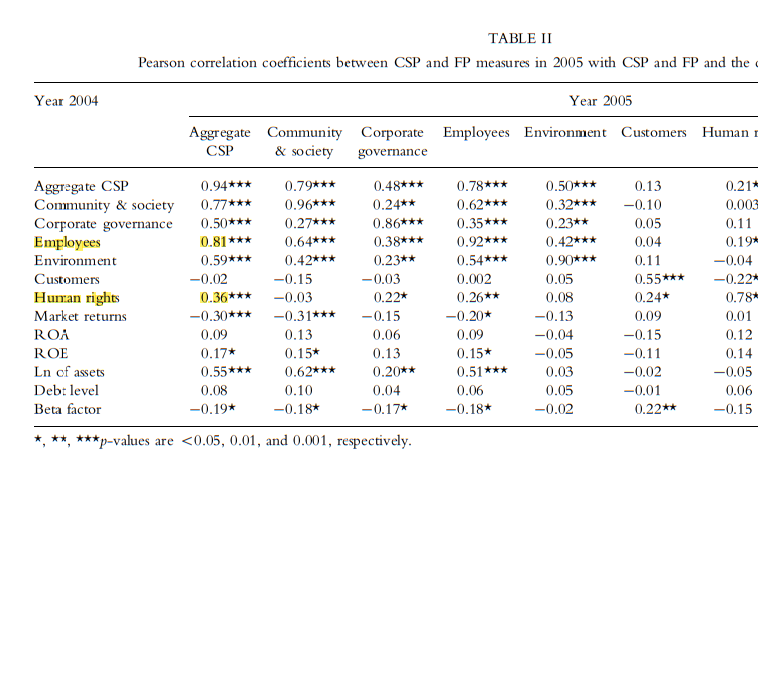 TABLE II
Pearson correlation coefficients between CSP and FP measures in 2005 with CSP and FP and the
Year 2004 Year 2005
Aggregate CSP Community & society Corporate governance Employees Environment Customers Human
Aggregate CSP 0.94★★★ 0.79★★★ 0.48★★★ 0.78★★★ 0.50★★★ 0.13 0.21★
Community & society 0.77★★★ 0.96★★★ 0.24★★ 0.62★★★ 0.32★★★ −0.10 0.003
Corporate governance 0.50★★★ 0.27★★★ 0.86★★★ 0.35★★★ 0.23★★ 0.05 0.11
Employees 0.81★★★ 0.64★★★ 0.38★★★ 0.92★★★ 0.42★★★ 0.04 0.19★
Environment 0.59★★★ 0.42★★★ 0.23★★ 0.54★★★ 0.90★★★ 0.11 −0.04
Customers −0.02 −0.15 −0.03 0.002 0.05 0.55★★★ −0.22★
Human rights 0.36★★★ −0.03 0.22★ 0.26★★ 0.08 0.24★ 0.78★
Market returns −0.30★★★ −0.31★★★ −0.15 −0.20★ −0.13 0.09 0.01
ROA 0.09 0.13 0.06 0.09 −0.04 −0.15 0.12
ROE 0.17★ 0.15★ 0.13 0.15★ −0.05 −0.11 0.14
Ln of assets 0.55★★★ 0.62★★★ 0.20★★ 0.51★★★ 0.03 −0.02 −0.05
Debt level 0.08 0.10 0.04 0.06 0.05 −0.01 0.06
Beta factor −0.19★ −0.18★ −0.17★ −0.18★ −0.02 0.22★★ −0.15
★, ★★, ★★★p-values are <0.05, 0.01, and 0.001, respectively.